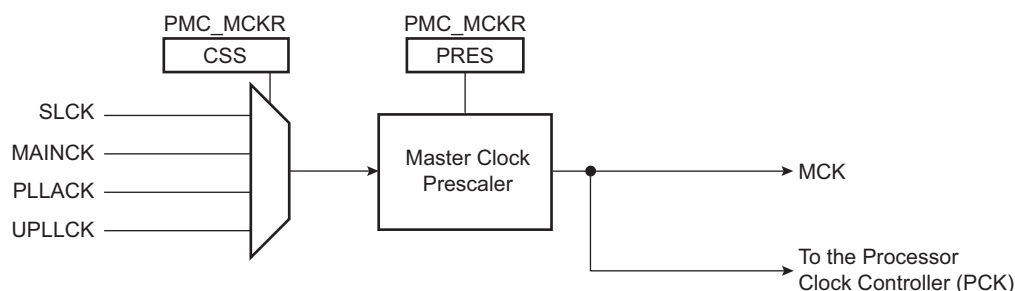 PMC_MCKR
PMC_MCKR
CSS
PRES
SLCK
MAINCK
PLLACK
UPLLCK
Master Clock
Prescaler
MCK
To the Processor
Clock Controller (PCK)